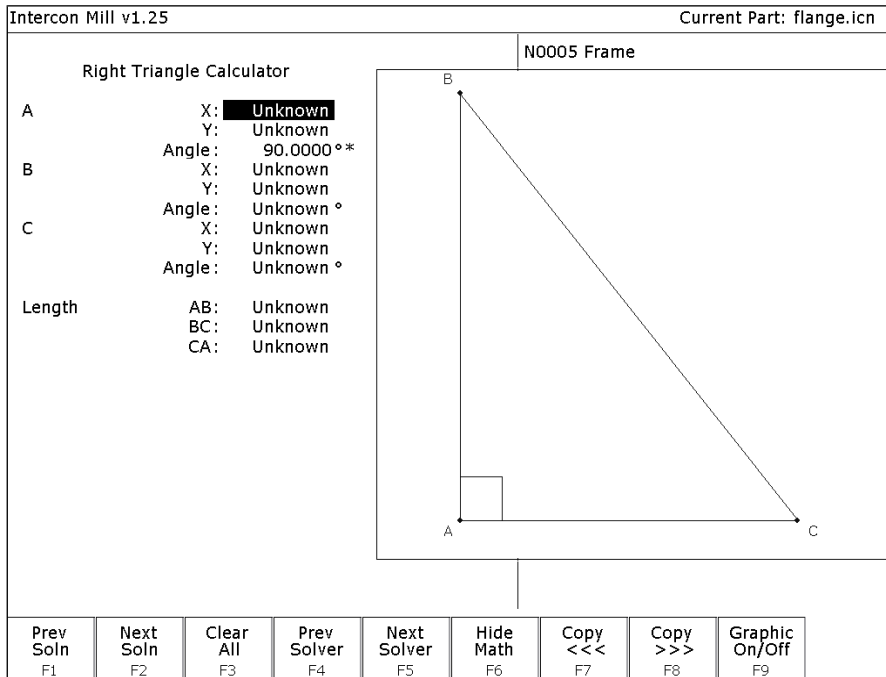 Intercon Mill v1.25 Current Part: flange.icn
N0005 Frame
Right Triangle Calculator
A X: Unknown
Y: Unknown
Angle: 90.0000°*
B X: Unknown
Y: Unknown
Angle: Unknown °
C X: Unknown
Y: Unknown
Angle: Unknown °
Length AB: Unknown
BC: Unknown
CA: Unknown
B
A
C
Prev Soln F1
Next Soln F2
Clear All F3
Prev Solver F4
Next Solver F5
Hide Math F6
Copy <<< F7
Copy >>> F8
Graphic On/Off F9